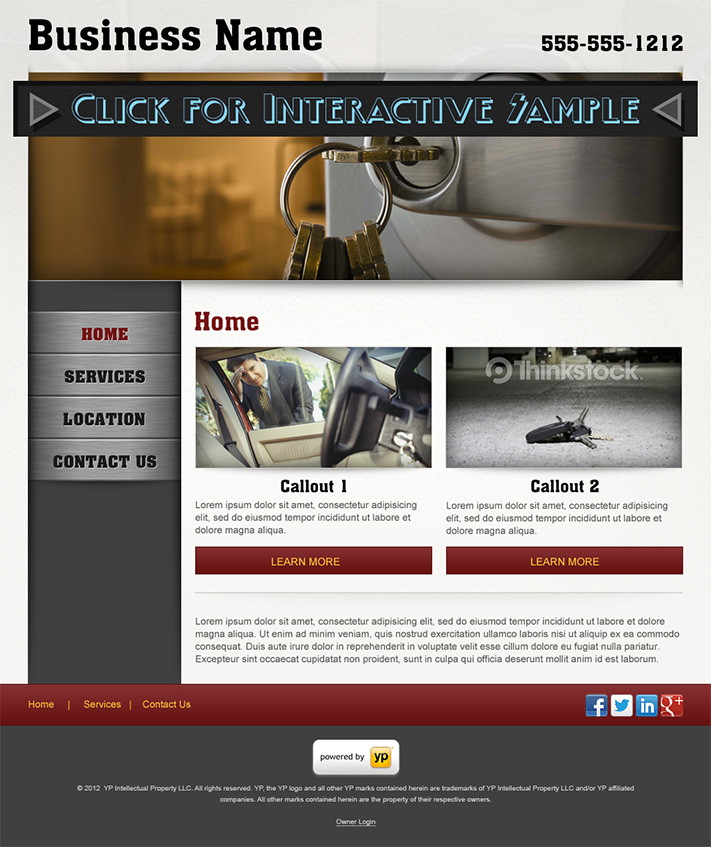 Business Name
555-555-1212
Click for Interactive Sample
HOME
SERVICES
LOCATION
CONTACT US
Home
Thinkstock
Callout 1
Lorem ipsum dolor sit amet, consectetur adipisicing
elit, sed do eiusmod tempor incididunt ut labore et
dolore magna aliqua.
LEARN MORE
Callout 2
Lorem ipsum dolor sit amet, consectetur adipisicing
elit, sed do eiusmod tempor incididunt ut labore et
dolore magna aliqua.
LEARN MORE
Lorem ipsum dolor sit amet, consectetur adipisicing elit, sed do eiusmod tempor incididunt ut labore et dolore
magna aliqua. Ut enim ad minim veniam, quis nostrud exercitation ullamco laboris nisi ut aliquip ex ea commodo
consequat. Duis aute irure dolor in reprehenderit in voluptate velit esse cillum dolore eu fugiat nulla pariatur.
Excepteur sint occaecat cupidatat non proident, sunt in culpa qui officia deserunt mollit anim id est laborum.
Home | Services | Contact Us
f in g+
powered by yp
© 2012 YP Intellectual Property LLC. All rights reserved. YP, the YP logo and all other YP marks contained herein are trademarks of YP Intellectual Property LLC and/or YP affiliated
companies. All other marks contained herein are the property of their respective owners.
Owner Login